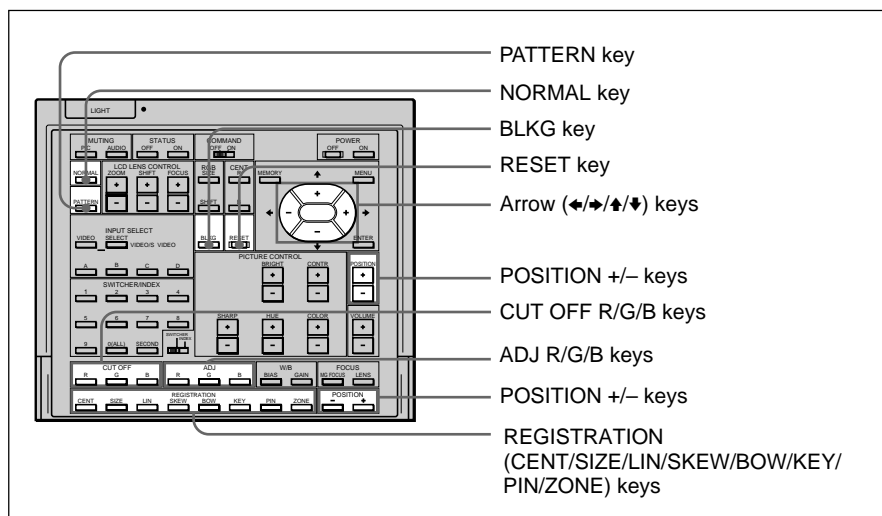 PATTERN key
NORMAL key
BLKG key
RESET key
Arrow (←/→/↑/↓) keys
POSITION +/– keys
CUT OFF R/G/B keys
ADJ R/G/B keys
POSITION +/– keys
REGISTRATION
(CENT/SIZE/LIN/SKEW/BOW/KEY/
PIN/ZONE) keys
LIGHT
MUTING STATUS COMMAND POWER
PIC AUDIO OFF ON OFF ON OFF ON
LCD LENS CONTROL RGB CENT
NORMAL ZOOM SHIFT FOCUS SIZE MEMORY MENU
+ + + +
PATTERN SHIFT – +
– – – –
INPUT SELECT
VIDEO SELECT VIDEO/S VIDEO BLKG RESET ENTER
A B C D
PICTURE CONTROL
BRIGHT CONTR POSITION
+ + +
– – –
SWITCHER/INDEX
1 2 3 4
5 6 7 8
SHARP HUE COLOR VOLUME
+ + + +
– – – –
9 0(ALL) SECOND SWITCHER INDEX
CUT OFF ADJ W/B FOCUS
R G B R G B BIAS GAIN MG FOCUS LENS
REGISTRATION POSITION
CENT SIZE LIN SKEW BOW KEY PIN ZONE – +